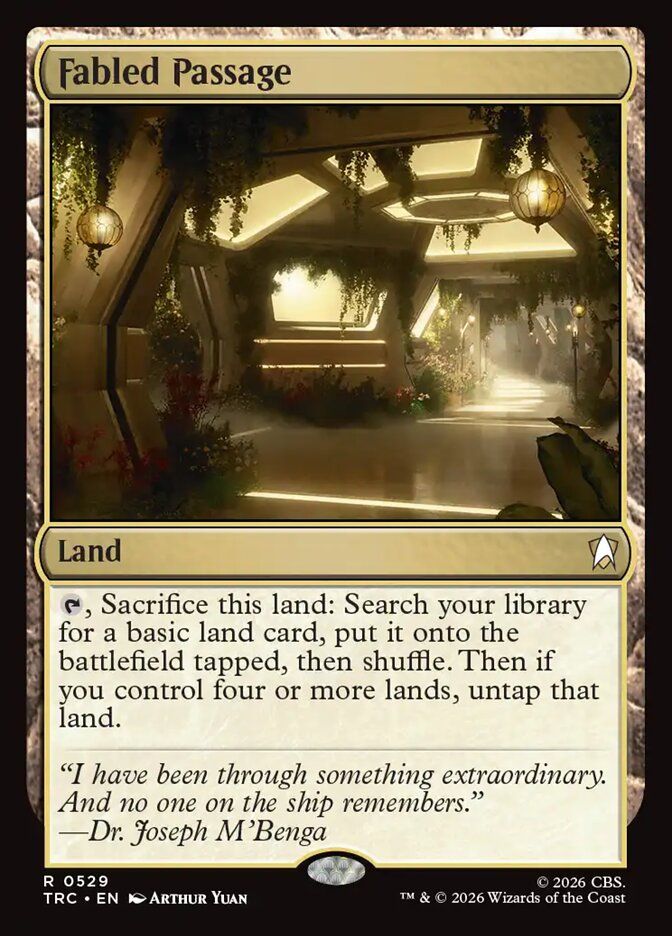 Fabled Passage
Land
, Sacrifice this land: Search your library
for a basic land card, put it onto the
battlefield tapped, then shuffle. Then if
you control four or more lands, untap that
land.
“I have been through something extraordinary.
And no one on the ship remembers.”
—Dr. Joseph M’Benga
R 0529
TRC • EN Arthur Yuan
© 2026 CBS.
™ & © 2026 Wizards of the Coast